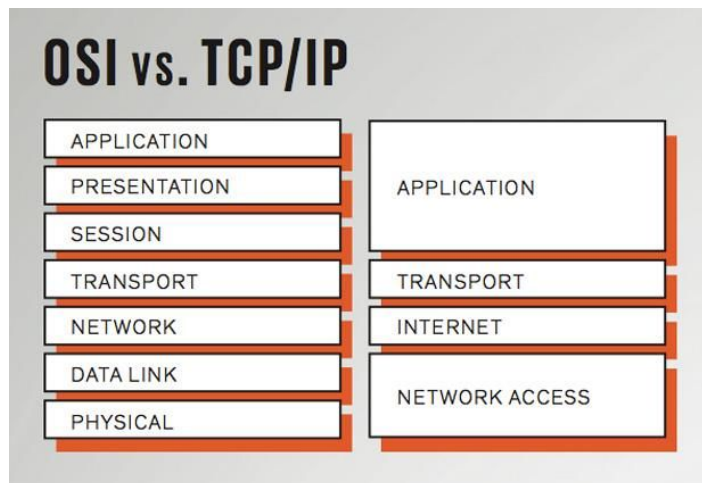 OSI vs. TCP/IP
APPLICATION
PRESENTATION
SESSION
TRANSPORT
NETWORK
DATA LINK
PHYSICAL
APPLICATION
TRANSPORT
INTERNET
NETWORK ACCESS